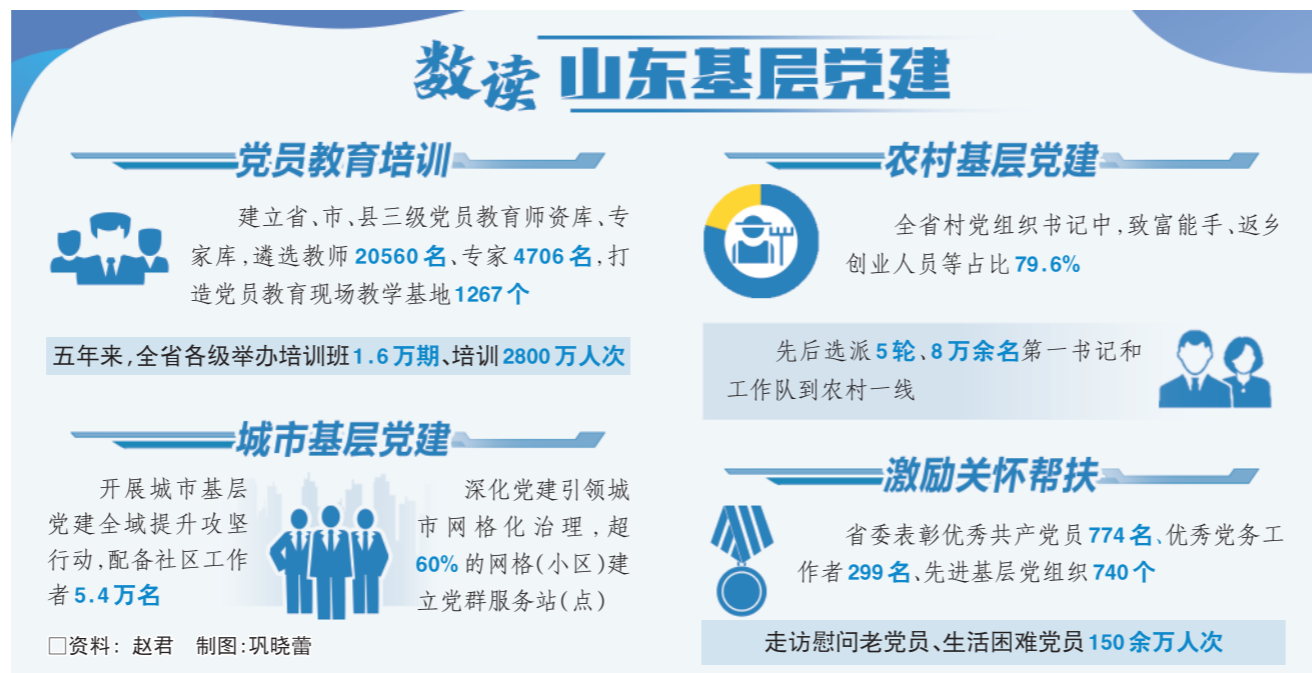 数读 山东基层党建
党员教育培训
建立省、市、县三级党员教育师资库、专
家库,遴选教师20560名、专家4706名,打
造党员教育现场教学基地1267个
五年来,全省各级举办培训班1.6万期、培训2800万人次
城市基层党建
开展城市基层
党建全域提升攻坚
行动,配备社区工作
者5.4万名
深化党建引领城
市网格化治理,超
60%的网格(小区)建
立党群服务站(点)
□资料: 赵君 制图:巩晓蕾
农村基层党建
全省村党组织书记中,致富能手、返乡
创业人员等占比79.6%
先后选派5轮、8万余名第一书记和
工作队到农村一线
激励关怀帮扶
省委表彰优秀共产党员774名、优秀党务工
作者299名、先进基层党组织740个
走访慰问老党员、生活困难党员150余万人次